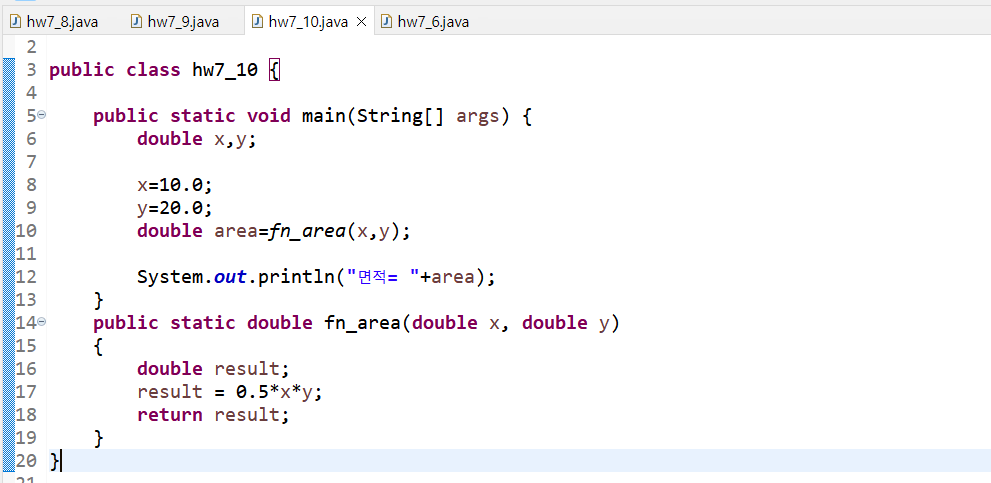 hw7_8.java hw7_9.java hw7_10.java hw7_6.java
2
3 public class hw7_10 {
4
5 public static void main(String[] args) {
6 double x,y;
7
8 x=10.0;
9 y=20.0;
10 double area=fn_area(x,y);
11
12 System.out.println("면적= "+area);
13 }
14 public static double fn_area(double x, double y)
15 {
16 double result;
17 result = 0.5*x*y;
18 return result;
19 }
20 }
21